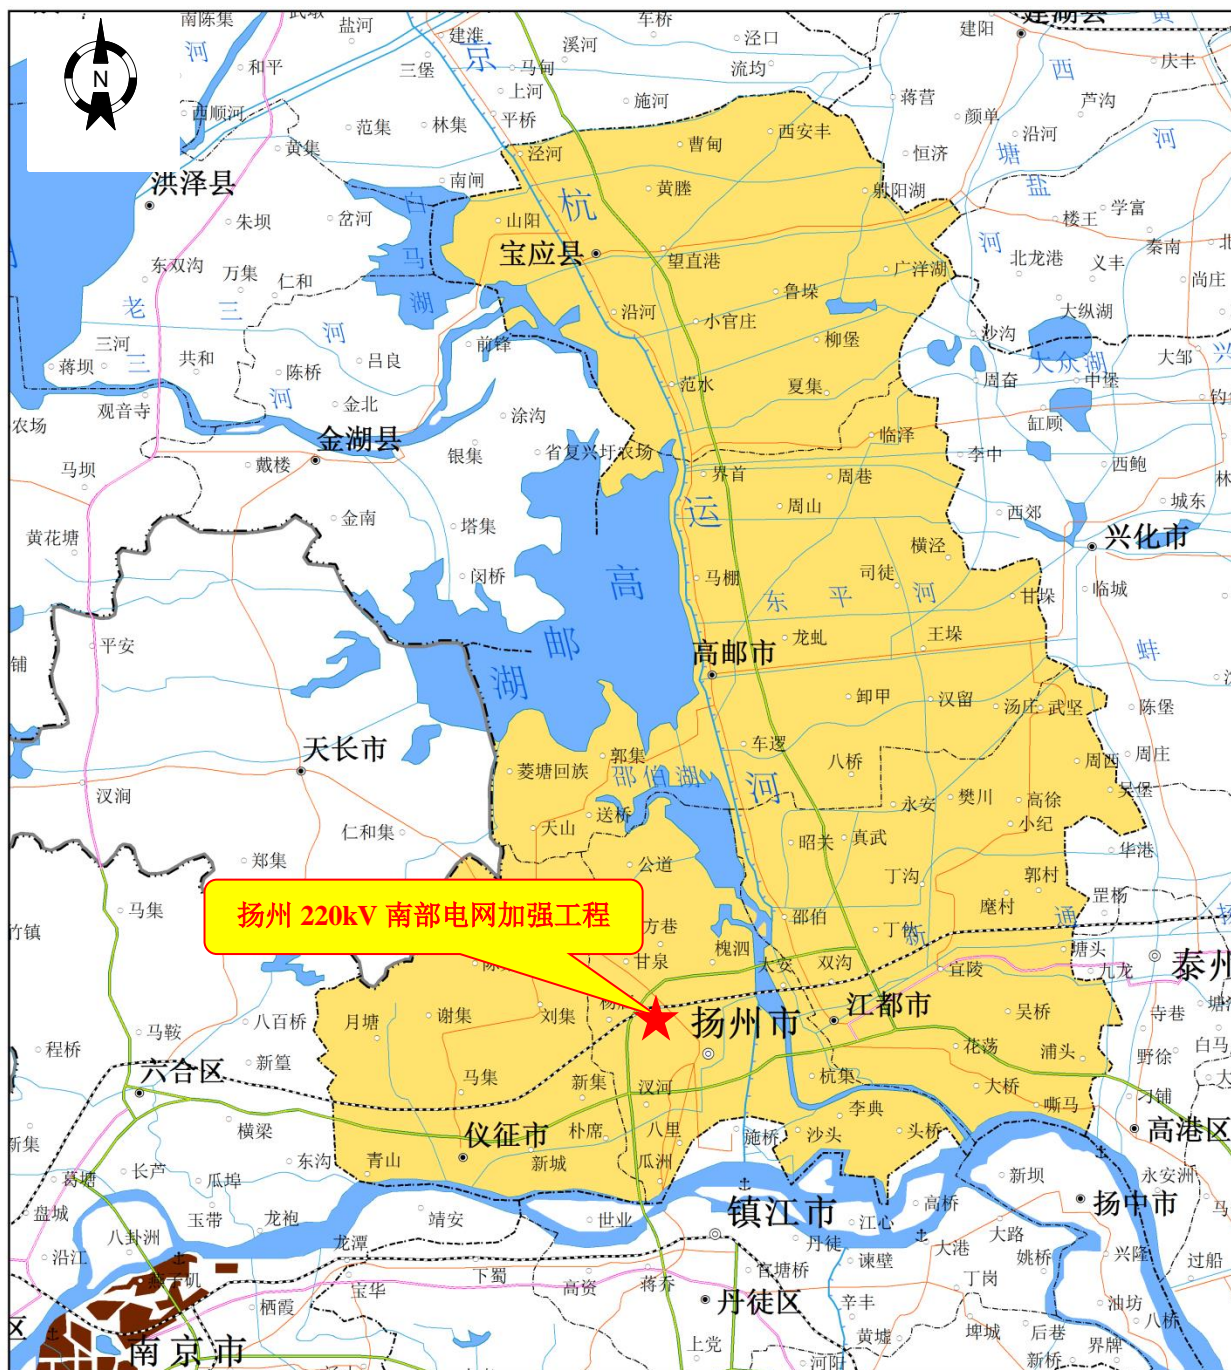 南陈集
盐河
车桥
泾口
建阳
建湖县
黄
河
京
建淮
溪河
三堡
马甸
流均
西
庆丰
和平
N
上河
施河
蒋营
芦沟
西顺河
范集
林集
平桥
颜单
沿河
河
黄集
泾河
曹甸
西安丰
恒济
塘
洪泽县
南闸
黄塍
射阳湖
盐
朱坝
岔河
白
山阳
杭
楼王
学富
马
宝应县
望直港
河
秦南
东双沟
万集
仁和
广洋湖
北龙港
义丰
尚庄
老
三
湖
沿河
鲁垛
大纵湖
三河
河
前锋
小官庄
柳堡
沙沟
大邹
兴
蒋坝
三
共和
陈桥
吕良
大众湖
河
范水
夏集
周奋
中堡
观音寺
金北
涂沟
缸顾
农场
金湖县
临泽
马坝
戴楼
银集
省复兴圩农场
界首
周巷
李中
西鲍
林
金南
塔集
运
周山
西郊
城东
黄花塘
横泾
兴化市
闵桥
高
马棚
司徒
东
平
河
甘垛
临城
铺
平安
邮
龙虬
王垛
蚌
湖
高邮市
卸甲
汉留
汤庄
武坚
陈堡
天长市
郭集
车逻
菱塘回族
邵伯湖
八桥
周西
周庄
河
汊涧
吴堡
送桥
永安
樊川
高徐
仁和集
天山
昭关
真武
小纪
郑集
公道
华港
丁沟
郭村
马集
扬州 220kV 南部电网加强工程
邵伯
麾村
罡杨
竹镇
方巷
丁伙
新
通
扬
塘头
甘泉
槐泗
大安
双沟
宜陵
九龙
泰州
月塘
谢集
刘集
扬州市
江都市
吴桥
寺巷
塘
马鞍
八百桥
程桥
新篁
花荡
浦头
野徐
白马
六合区
马集
新集
汊河
杭集
大桥
大
横梁
李典
嘶马
刁铺
新集
仪征市
朴席
八里
施桥
沙头
头桥
高港区
长芦
东沟
青山
新城
瓜洲
新坝
永安洲
葛塘
瓜埠
扬中市
玉带
靖安
世业
镇江市
高桥
马
盘城
龙袍
江心
八卦洲
丹徒
大路
沿江
龙潭
谏壁
大港
姚桥
兴隆
燕子矶
下蜀
高资
蒋乔
官塘桥
过船
宝华
丁岗
栖霞
丹徒区
辛丰
油坊
区
黄墟
埤城
后巷
八桥
南京市
上党
河阳
新桥
界牌